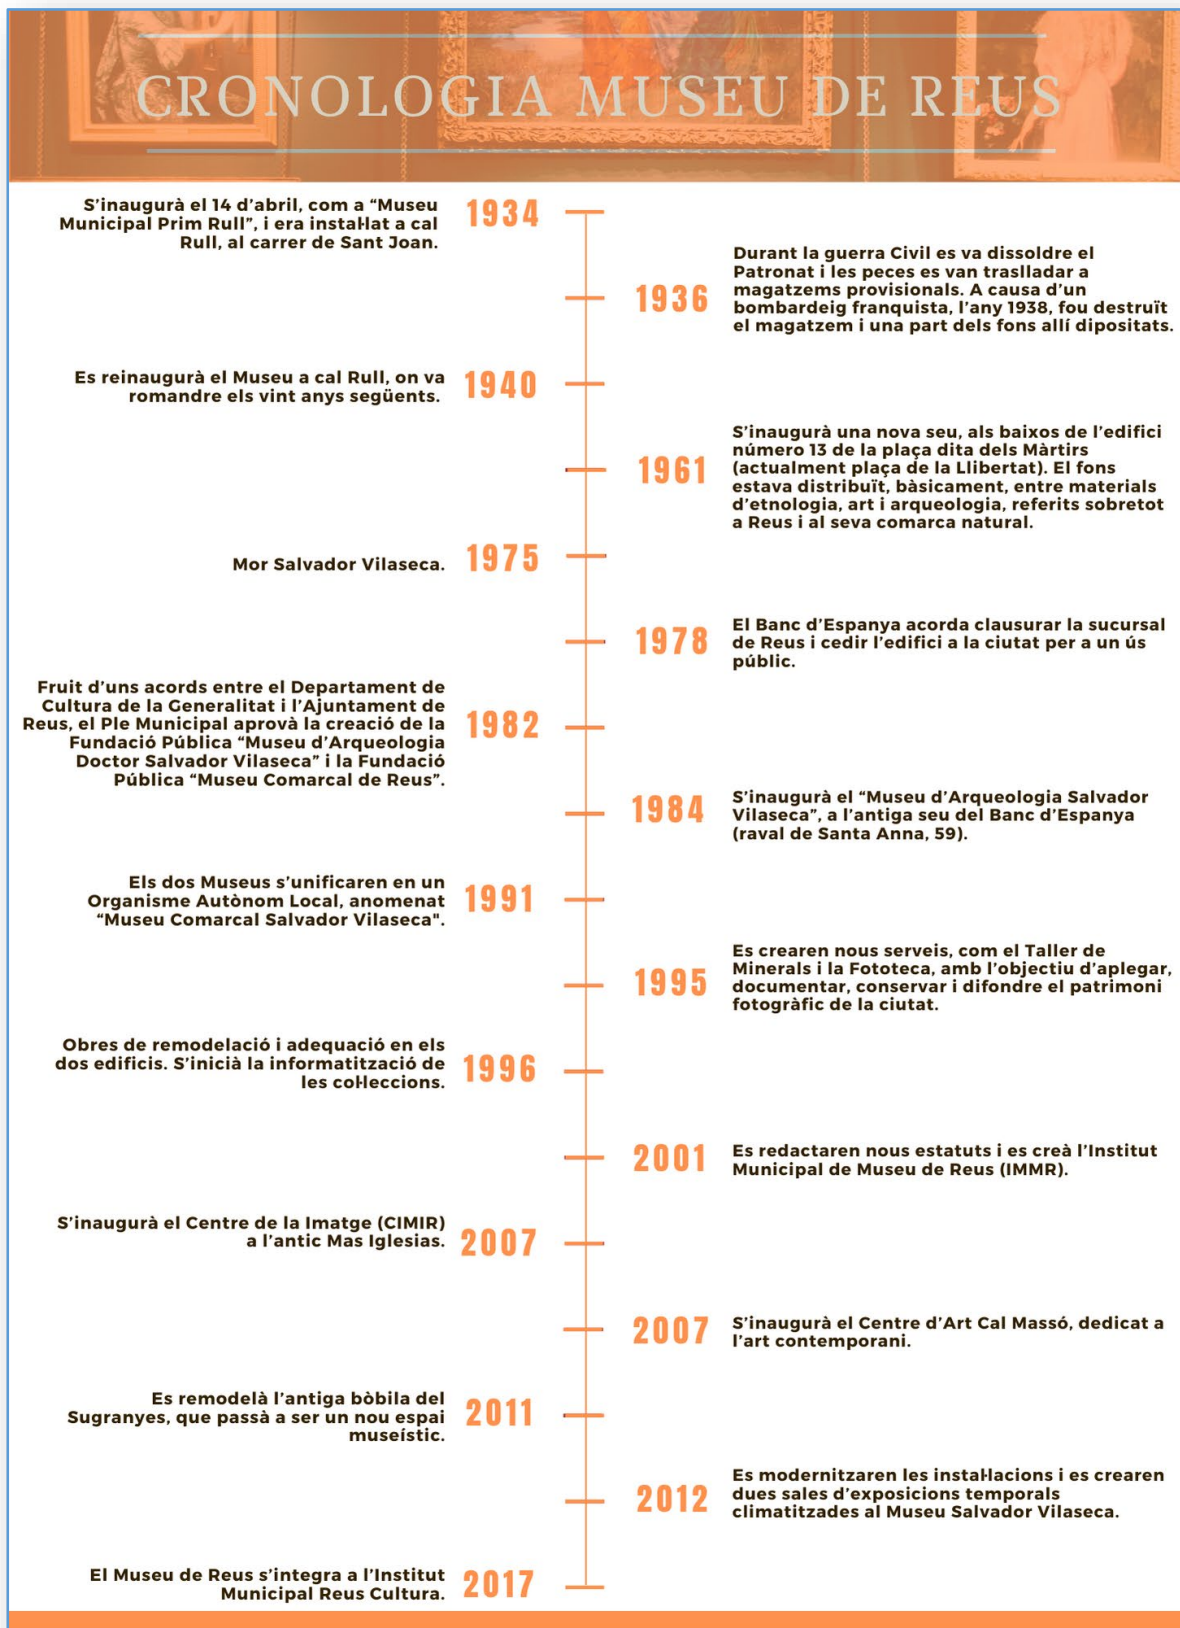 CRONOLOGIA MUSEU DE REUS
S'inaugurà el 14 d'abril, com a “Museu
Municipal Prim Rull”, i era instal·lat a cal
Rull, al carrer de Sant Joan.
1934
1936
Durant la guerra Civil es va dissoldre el
Patronat i les peces es van traslladar a
magatzems provisionals. A causa d'un
bombardeig franquista, l'any 1938, fou destruït
el magatzem i una part dels fons allí dipositats.
Es reinaugurà el Museu a cal Rull, on va
romandre els vint anys següents.
1940
1961
S'inaugurà una nova seu, als baixos de l'edifici
número 13 de la plaça dita dels Màrtirs
(actualment plaça de la Llibertat). El fons
estava distribuït, bàsicament, entre materials
d'etnologia, art i arqueologia, referits sobretot
a Reus i al seva comarca natural.
Mor Salvador Vilaseca.
1975
1978
El Banc d'Espanya acorda clausurar la sucursal
de Reus i cedir l'edifici a la ciutat per a un ús
públic.
Fruit d'uns acords entre el Departament de
Cultura de la Generalitat i l'Ajuntament de
Reus, el Ple Municipal aprovà la creació de la
Fundació Pública “Museu d'Arqueologia
Doctor Salvador Vilaseca” i la Fundació
Pública “Museu Comarcal de Reus”.
1982
1984
S'inaugurà el “Museu d'Arqueologia Salvador
Vilaseca”, a l'antiga seu del Banc d'Espanya
(raval de Santa Anna, 59).
Els dos Museus s'unificaren en un
Organisme Autònom Local, anomenat
“Museu Comarcal Salvador Vilaseca".
1991
1995
Es crearen nous serveis, com el Taller de
Minerals i la Fototeca, amb l'objectiu d'aplegar,
documentar, conservar i difondre el patrimoni
fotogràfic de la ciutat.
Obres de remodelació i adequació en els
dos edificis. S'inicià la informatització de
les col·leccions.
1996
2001
Es redactaren nous estatuts i es creà l'Institut
Municipal de Museu de Reus (IMMR).
S'inaugurà el Centre de la Imatge (CIMIR)
a l'antic Mas Iglesias.
2007
2007
S'inaugurà el Centre d'Art Cal Massó, dedicat a
l'art contemporani.
Es remodelà l'antiga bòbila del
Sugranyes, que passà a ser un nou espai
museístic.
2011
2012
Es modernitzaren les instal·lacions i es crearen
dues sales d'exposicions temporals
climatitzades al Museu Salvador Vilaseca.
El Museu de Reus s'integra a l'Institut
Municipal Reus Cultura.
2017